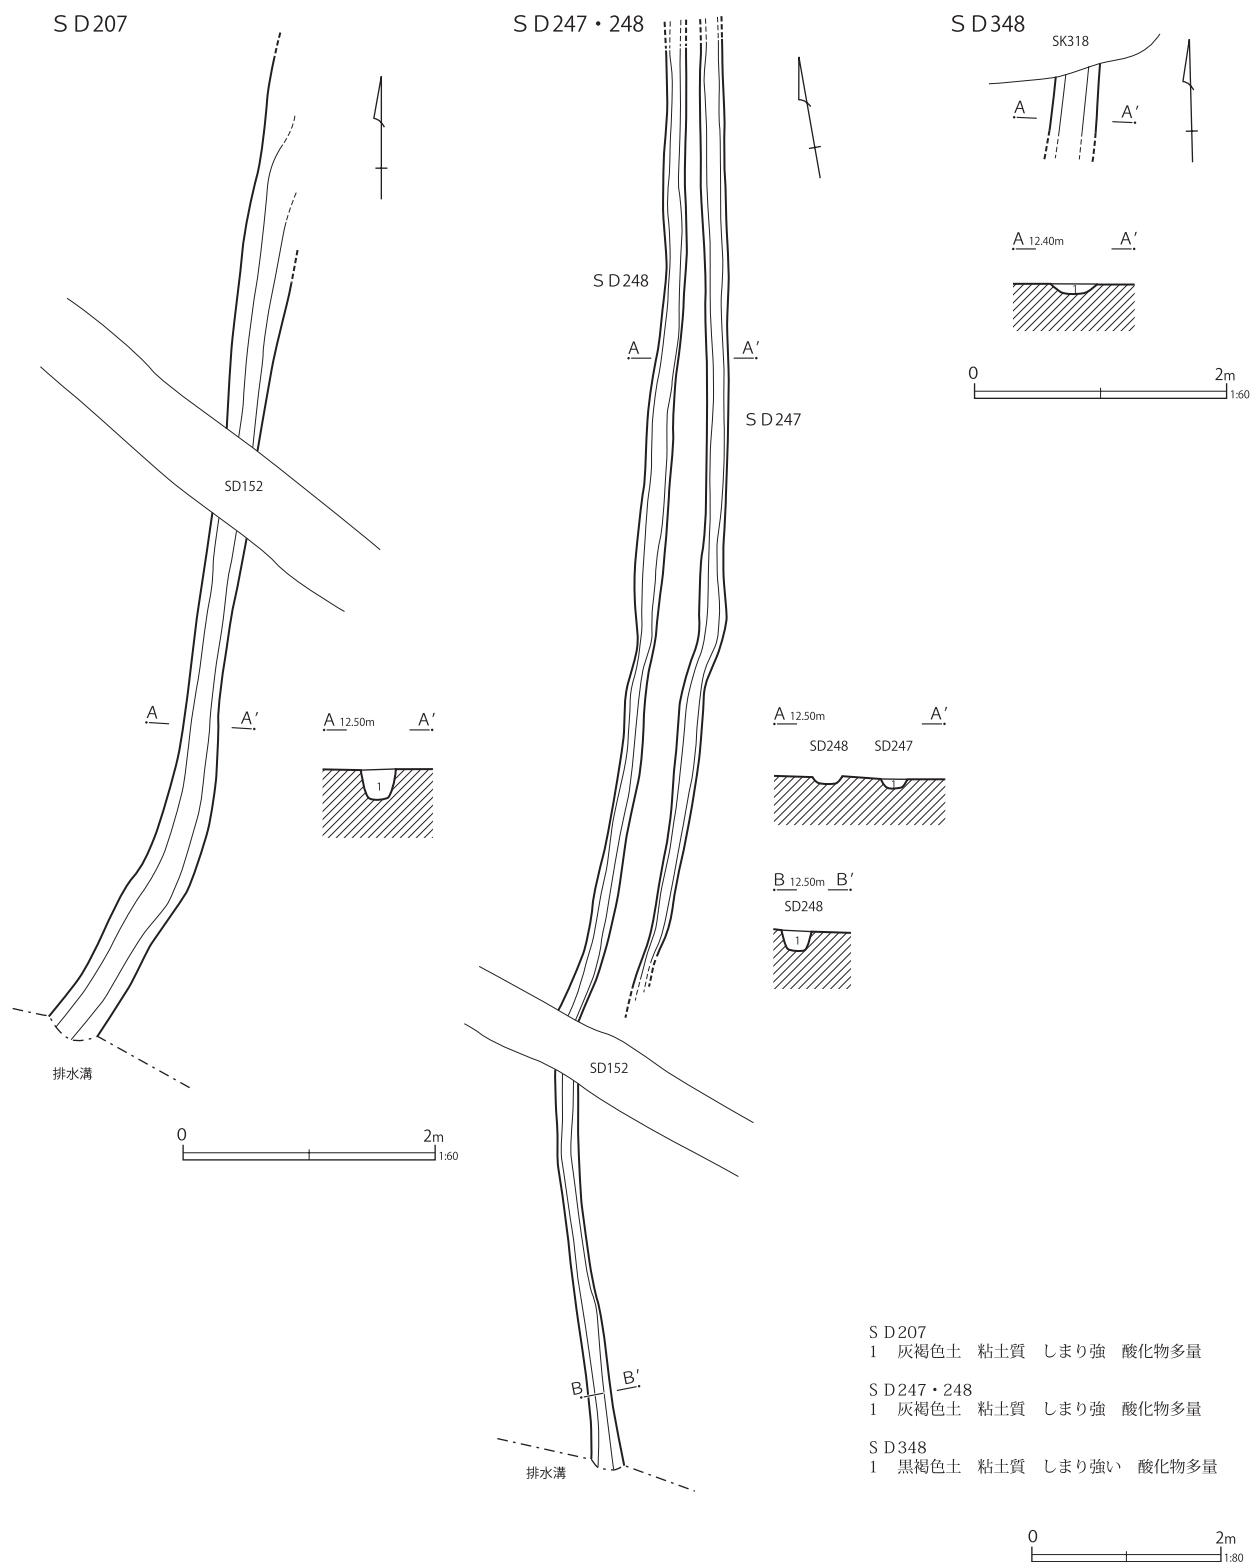 SD207
SD152
A
A′
A 12.50m A′
1
排水溝
0 2m
1:60
SD247・248
SD248
A
A′
SD247
A 12.50m A′
SD248 SD247
1
B 12.50m B′
SD248
1
SD152
B
B′
排水溝
SD348
SK318
A
A′
A 12.40m A′
1
0 2m
1:60
SD207
1 灰褐色土 粘土質 しまり強 酸化物多量
SD247・248
1 灰褐色土 粘土質 しまり強 酸化物多量
SD348
1 黒褐色土 粘土質 しまり強い 酸化物多量
0 2m
1:80